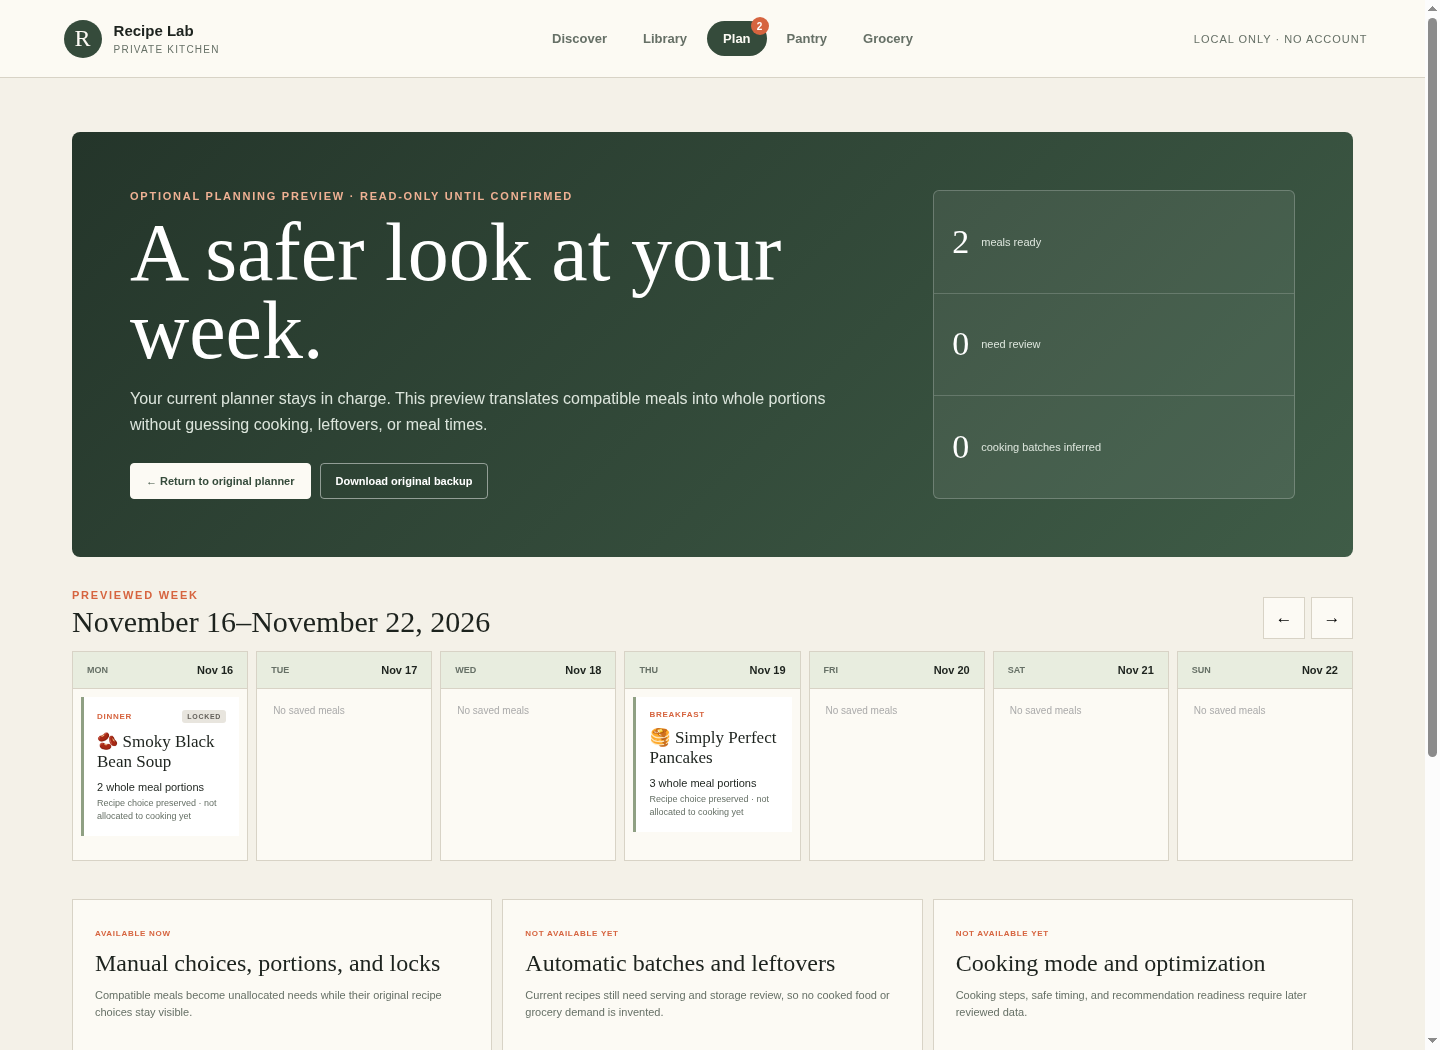 R
Recipe Lab
PRIVATE KITCHEN
Discover
Library
Plan
2
Pantry
Grocery
LOCAL ONLY · NO ACCOUNT
OPTIONAL PLANNING PREVIEW · READ-ONLY UNTIL CONFIRMED
A safer look at your
week.
Your current planner stays in charge. This preview translates compatible meals into whole portions
without guessing cooking, leftovers, or meal times.
← Return to original planner
Download original backup
2 meals ready
0 need review
0 cooking batches inferred
PREVIEWED WEEK
November 16–November 22, 2026
← →
MON Nov 16
DINNER LOCKED
🫘 Smoky Black
Bean Soup
2 whole meal portions
Recipe choice preserved · not
allocated to cooking yet
TUE Nov 17
No saved meals
WED Nov 18
No saved meals
THU Nov 19
BREAKFAST
🥞 Simply Perfect
Pancakes
3 whole meal portions
Recipe choice preserved · not
allocated to cooking yet
FRI Nov 20
No saved meals
SAT Nov 21
No saved meals
SUN Nov 22
No saved meals
AVAILABLE NOW
Manual choices, portions, and locks
Compatible meals become unallocated needs while their original recipe
choices stay visible.
NOT AVAILABLE YET
Automatic batches and leftovers
Current recipes still need serving and storage review, so no cooked food or
grocery demand is invented.
NOT AVAILABLE YET
Cooking mode and optimization
Cooking steps, safe timing, and recommendation readiness require later
reviewed data.